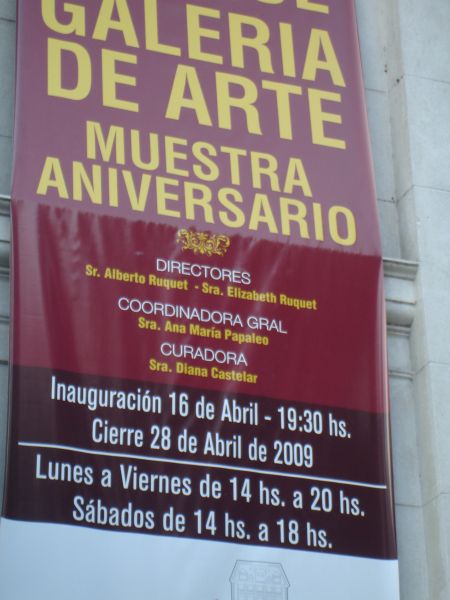 GALERIA
DE ARTE
MUESTRA
ANIVERSARIO
DIRECTORES
Sr. Alberto Ruquet - Sra. Elizabeth Ruquet
COORDINADORA GRAL
Sra. Ana María Papaleo
CURADORA
Sra. Diana Castelar
Inauguración 16 de Abril - 19:30 hs.
Cierre 28 de Abril de 2009
Lunes a Viernes de 14 hs. a 20 hs.
Sábados de 14 hs. a 18 hs.